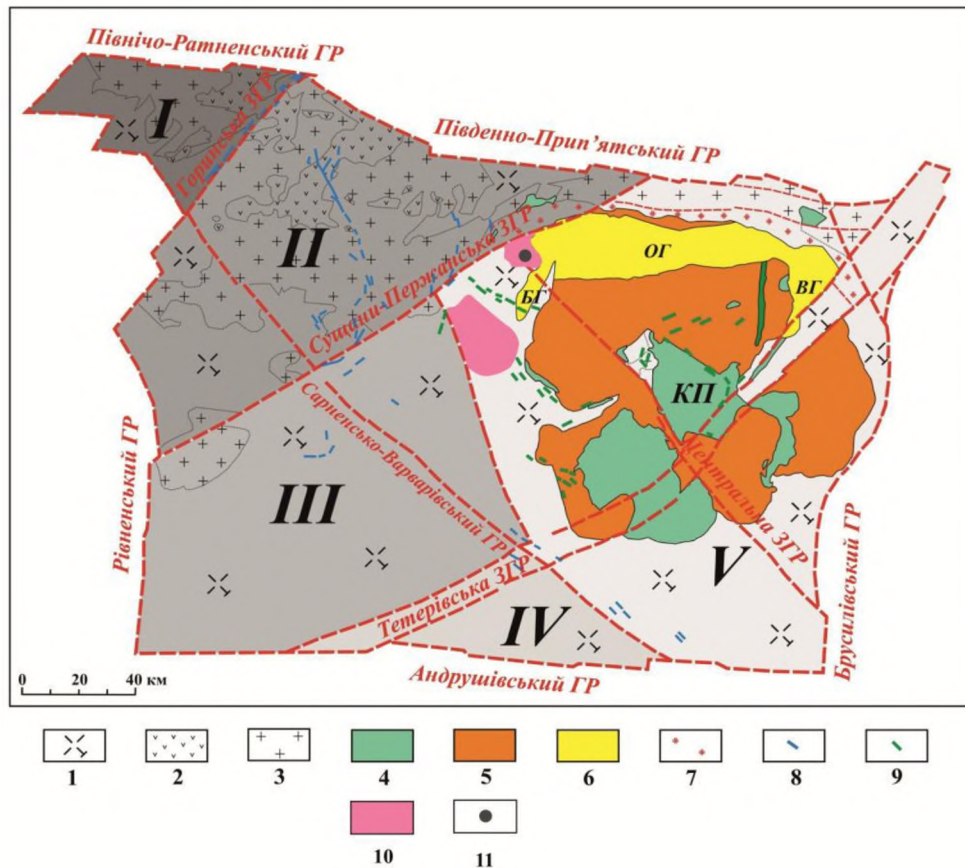 Північо-Ратненський ГР
I
Горинська ЗГР
Південно-Прип'ятський ГР
II
Сущани-Пержанська ЗГР
ОГ
БГ
ВГ
КП
Рівненський ГР
Сарненсько-Варварівський ГР
III
Центральна ЗГР
V
Тетерівська ЗГР
IV
Андрушівський ГР
Брусилівський ГР
0 20 40 км
1 2 3 4 5 6 7 8 9
10 11